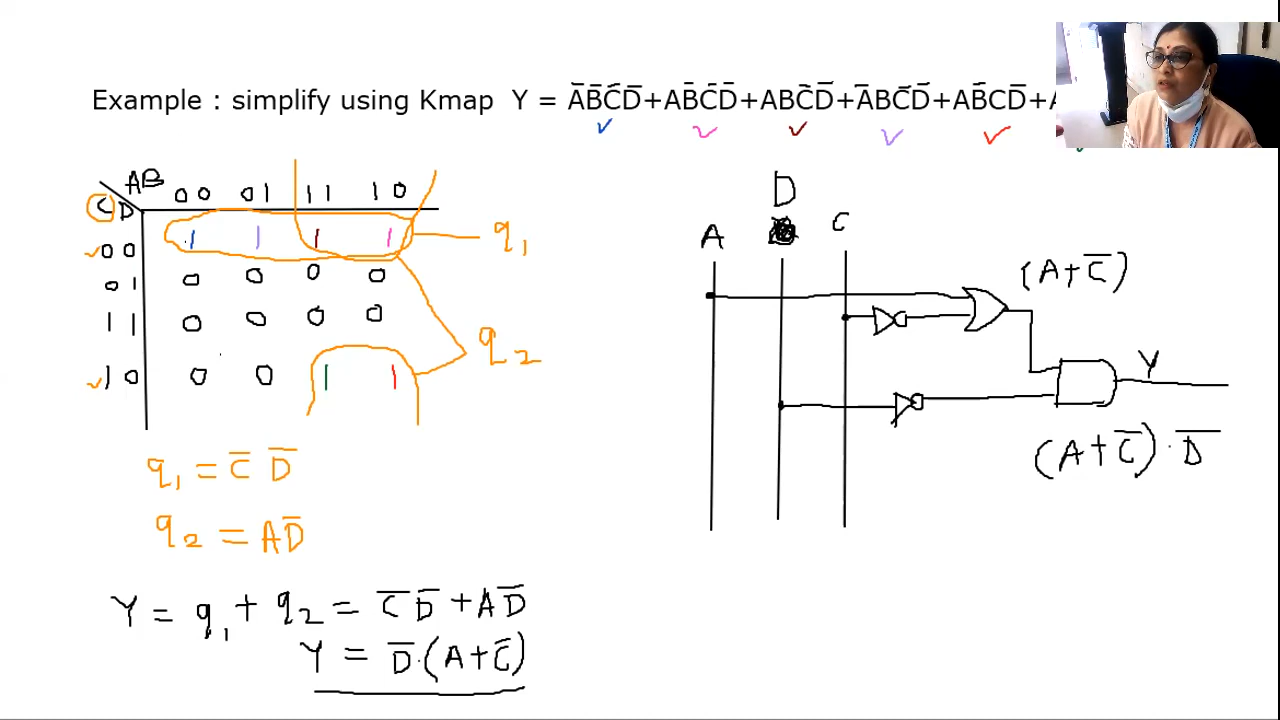 Example : simplify using Kmap Y = A̅B̅C̅D̅+AB̅C̅D̅+ABC̅D̅+A̅BC̅D̅+AB̅CD̅+
AB
CD
00 01 11 10
00 1 1 1 1
01 0 0 0 0
11 0 0 0 0
10 0 0 1 1
q₁
q₂
q₁ = C̅ D̅
q₂ = AD̅
Y = q₁ + q₂ = C̅ D̅ + AD̅
Y = D̅·(A+C̅)
A D C
(A+C̅)
Y
(A+C̅)·D̅